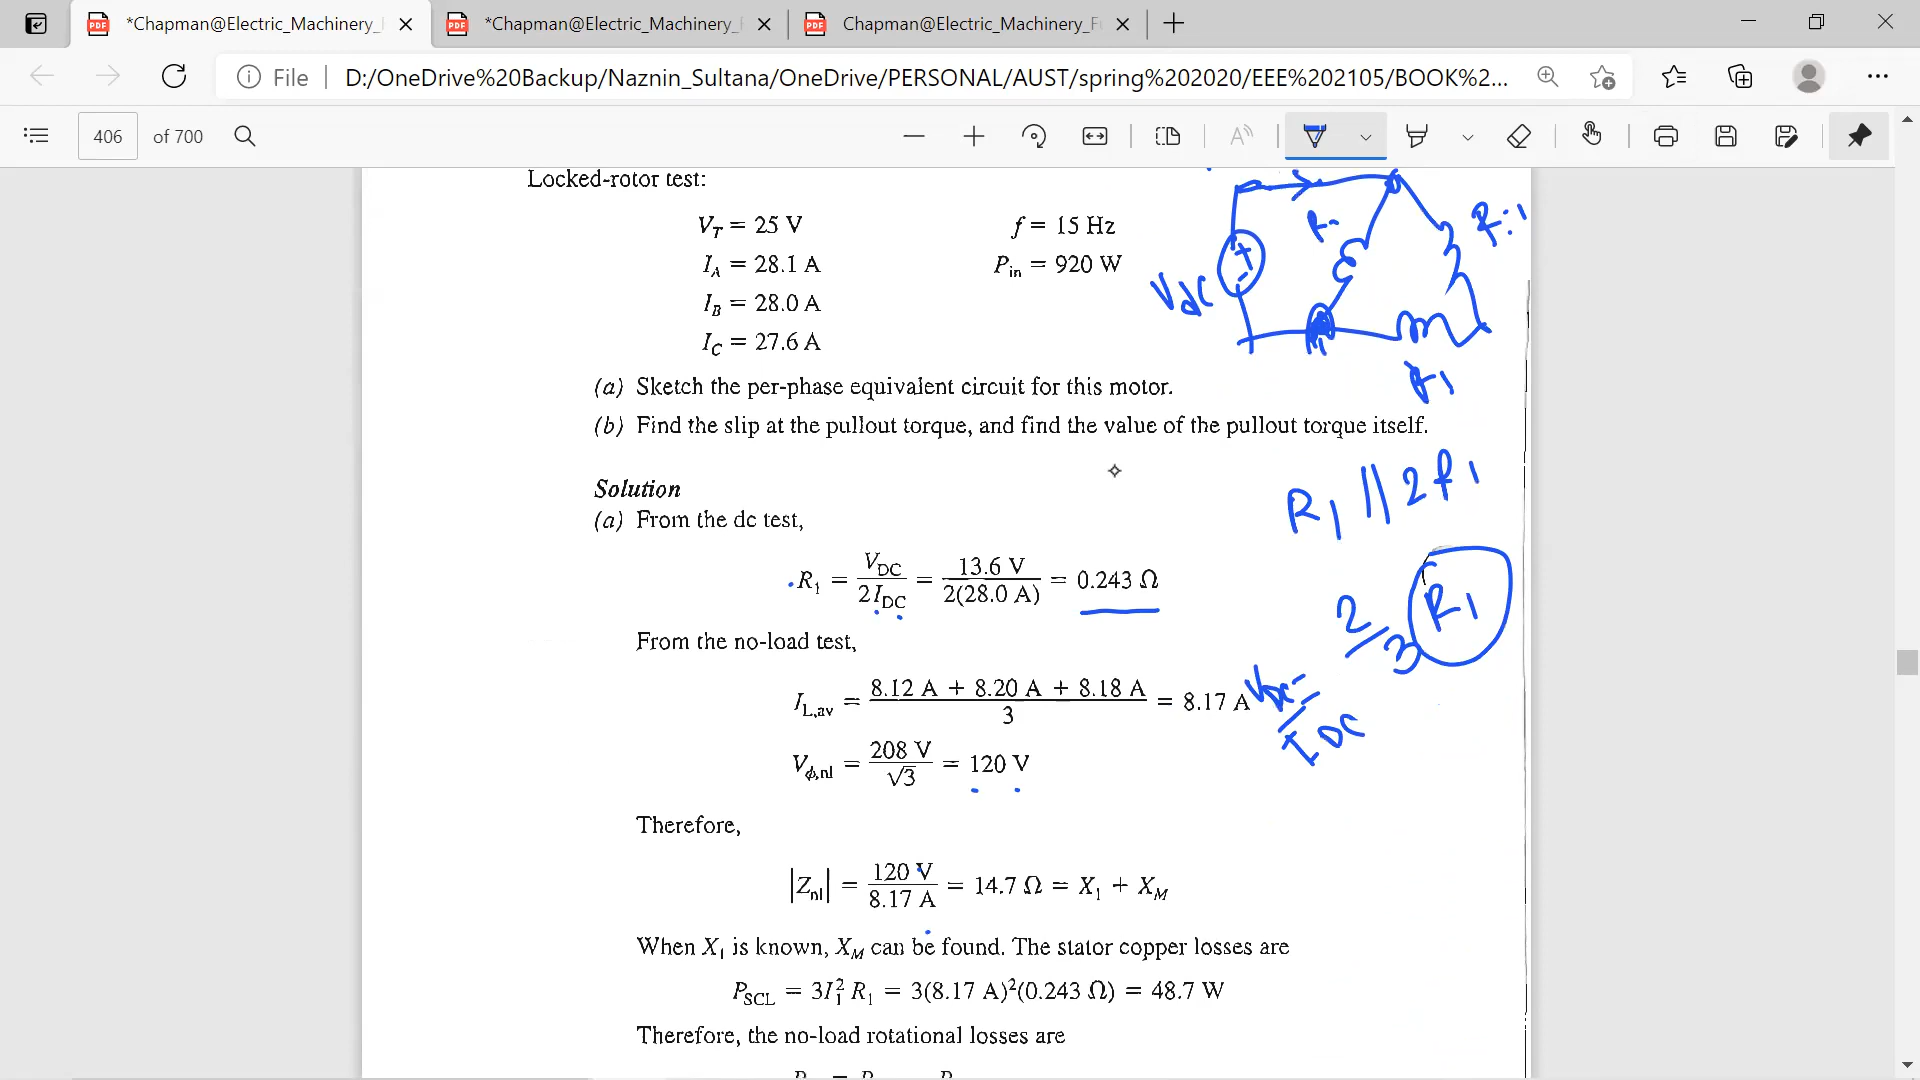 *Chapman@Electric_Machinery_F
*Chapman@Electric_Machinery_F
Chapman@Electric_Machinery_Fu
File
D:/OneDrive%20Backup/Naznin_Sultana/OneDrive/PERSONAL/AUST/spring%202020/EEE%202105/BOOK%2...
406 of 700
Locked-rotor test:
V_T = 25 V f = 15 Hz
I_A = 28.1 A P_in = 920 W
I_B = 28.0 A
I_C = 27.6 A
Vdc
R1
(a) Sketch the per-phase equivalent circuit for this motor.
(b) Find the slip at the pullout torque, and find the value of the pullout torque itself.
R1 || 2R1
Solution
(a) From the dc test,
R_1 = V_DC / 2I_DC = 13.6 V / 2(28.0 A) = 0.243 Ω
2/3 R1
From the no-load test,
I_L,av = (8.12 A + 8.20 A + 8.18 A) / 3 = 8.17 A
VDC / IDC =
V_ϕ,nl = 208 V / √3 = 120 V
Therefore,
|Z_nl| = 120 V / 8.17 A = 14.7 Ω = X_1 + X_M
When X_1 is known, X_M can be found. The stator copper losses are
P_SCL = 3I_1^2 R_1 = 3(8.17 A)^2(0.243 Ω) = 48.7 W
Therefore, the no-load rotational losses are